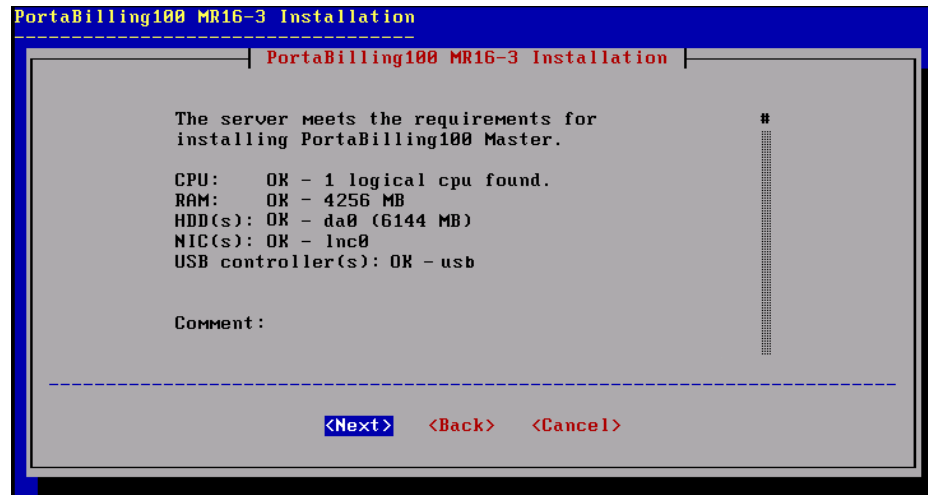 PortaBilling100 MR16-3 Installation
PortaBilling100 MR16-3 Installation
The server meets the requirements for
installing PortaBilling100 Master.
#
CPU: OK - 1 logical cpu found.
RAM: OK - 4256 MB
HDD(s): OK - da0 (6144 MB)
NIC(s): OK - lnc0
USB controller(s): OK - usb
Comment:
<Next> <Back> <Cancel>